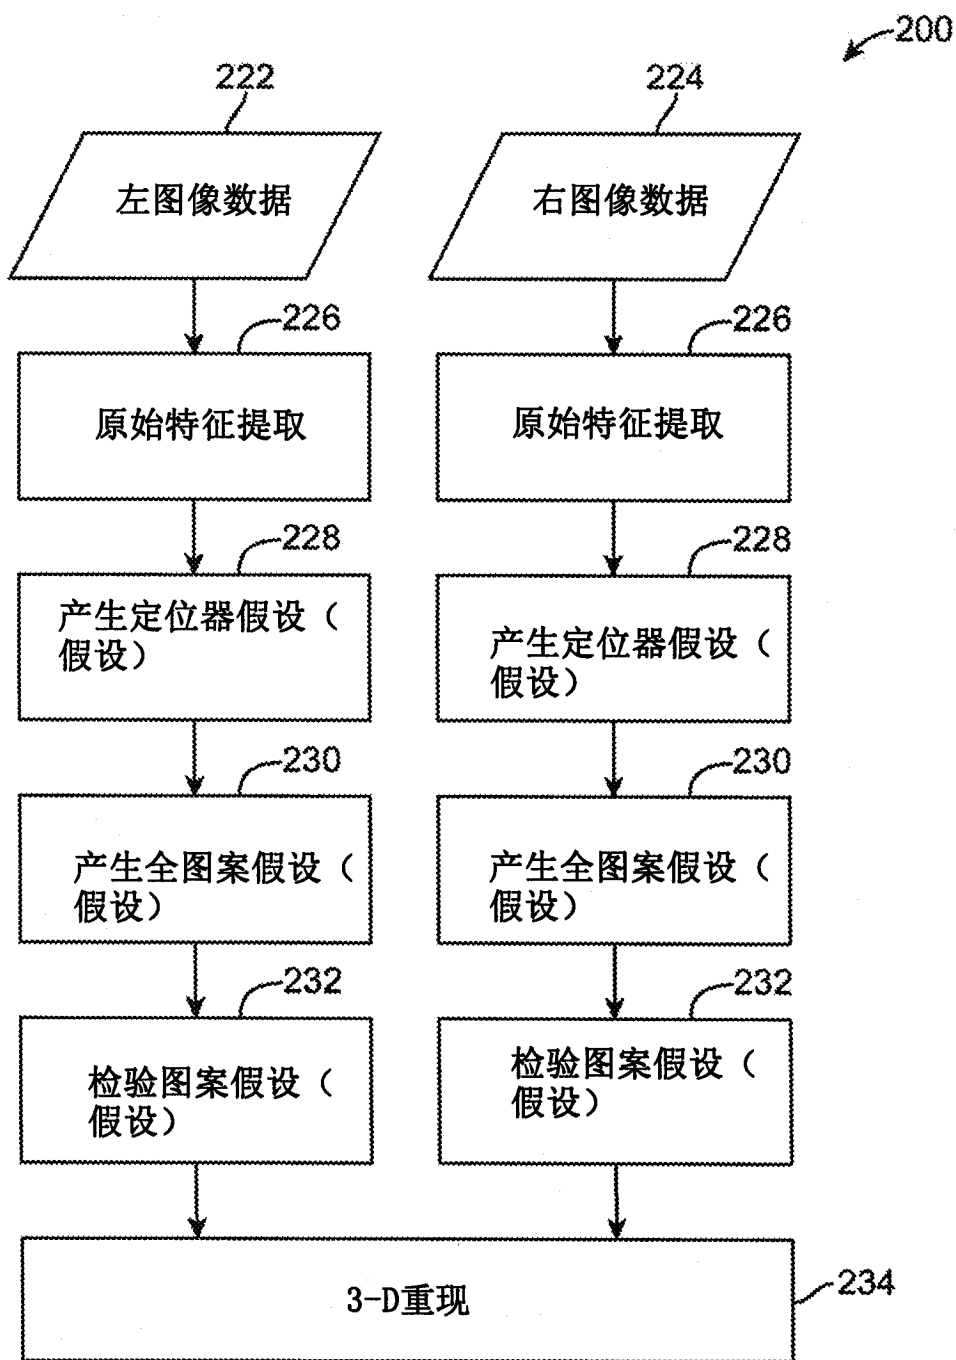 200
222
224
左图像数据
右图像数据
226
226
原始特征提取
原始特征提取
228
228
产生定位器假设（
假设）
产生定位器假设（
假设）
230
230
产生全图案假设（
假设）
产生全图案假设（
假设）
232
232
检验图案假设（
假设）
检验图案假设（
假设）
3-D重现
234